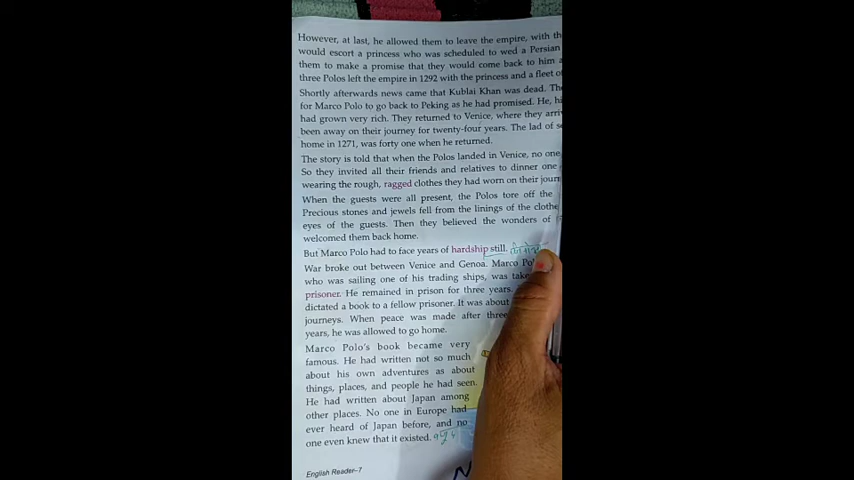 However, at last, he allowed them to leave the empire, with th
would escort a princess who was scheduled to wed a Persian
them to make a promise that they would come back to him a
three Polos left the empire in 1292 with the princess and a fleet o
Shortly afterwards news came that Kublai Khan was dead. Th
for Marco Polo to go back to Peking as he had promised. He, hi
had grown very rich. They returned to Venice, where they arri
been away on their journey for twenty-four years. The lad of s
home in 1271, was forty one when he returned.
The story is told that when the Polos landed in Venice, no one
So they invited all their friends and relatives to dinner one
wearing the rough, ragged clothes they had worn on their journ
When the guests were all present, the Polos tore off the
Precious stones and jewels fell from the linings of the clothe
eyes of the guests. Then they believed the wonders of
welcomed them back home.
But Marco Polo had to face years of hardship still.
War broke out between Venice and Genoa. Marco Pol
who was sailing one of his trading ships, was take
prisoner. He remained in prison for three years.
dictated a book to a fellow prisoner. It was about
journeys. When peace was made after three
years, he was allowed to go home.
Marco Polo's book became very
famous. He had written not so much
about his own adventures as about
things, places, and people he had seen.
He had written about Japan among
other places. No one in Europe had
ever heard of Japan before, and no
one even knew that it existed.
English Reader-7